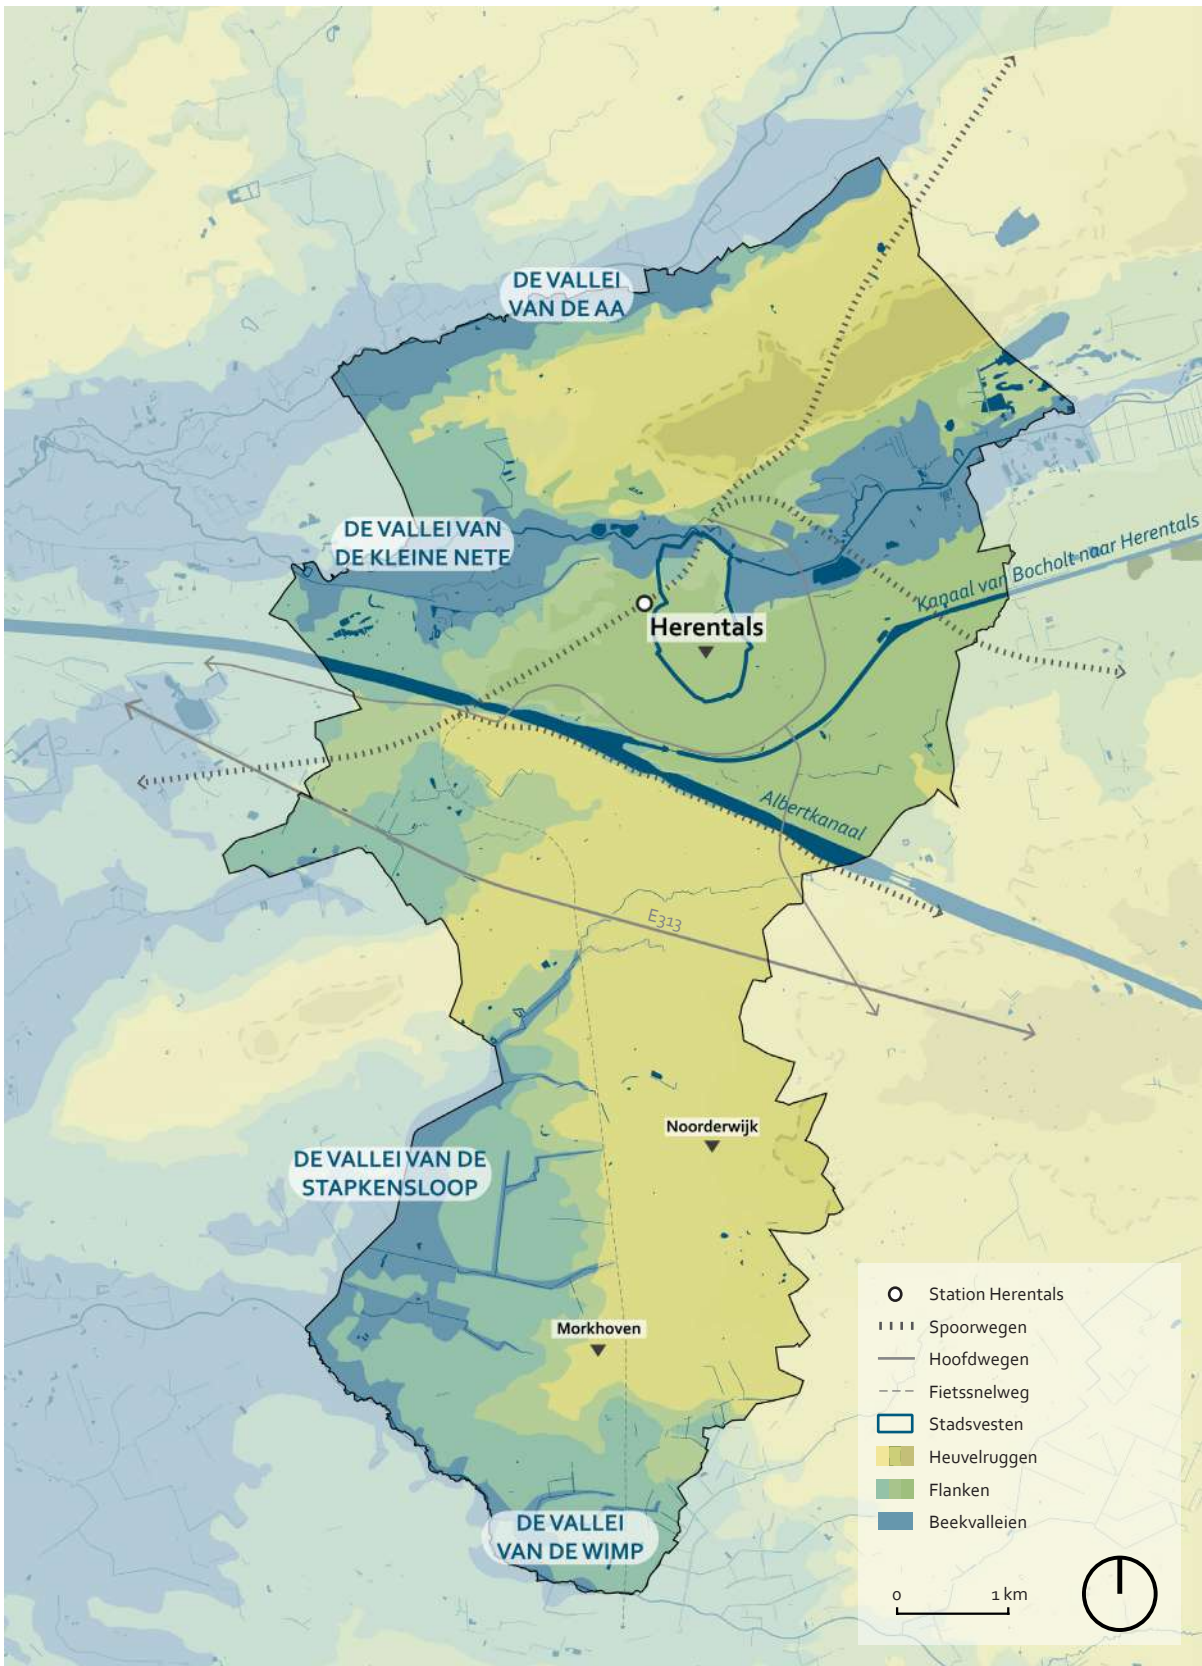 DE VALLEI
VAN DE AA
DE VALLEI VAN
DE KLEINE NETE
Kanaal van Bocholt naar Herentals
Herentals
Albertkanaal
E313
Noorderwijk
DE VALLEI VAN DE
STAPKENSLOOP
Morkhoven
DE VALLEI
VAN DE WIMP
Station Herentals
Spoorwegen
Hoofdwegen
Fietssnelweg
Stadsvesten
Heuvelruggen
Flanken
Beekvalleien
0 1 km